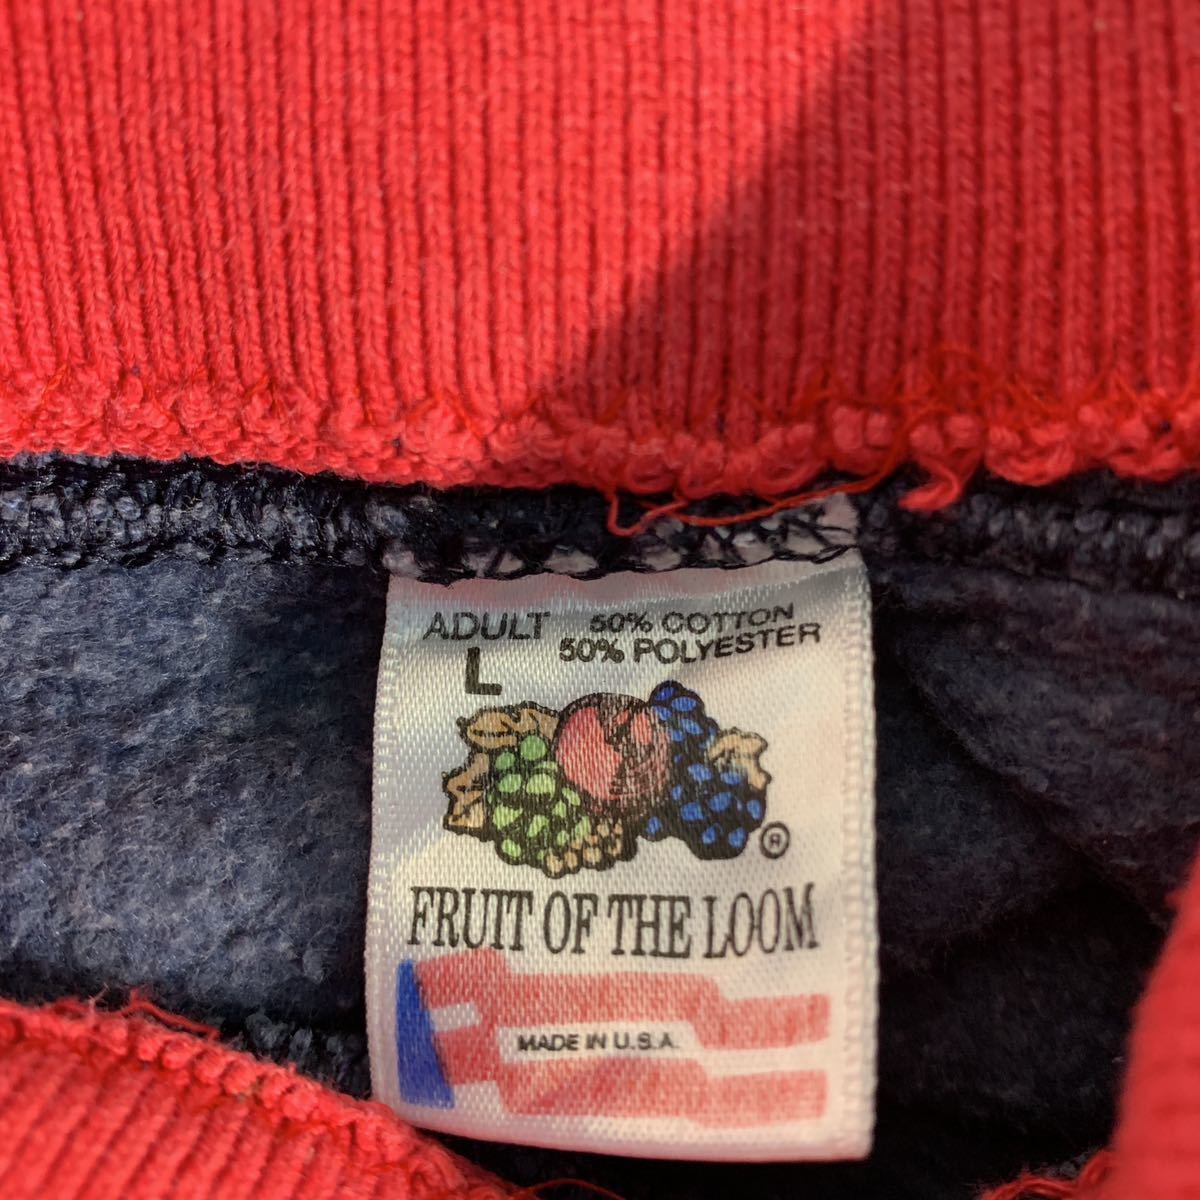 ADULT 50% COTTON
L 50% POLYESTER
®
FRUIT OF THE LOOM
MADE IN U.S.A.